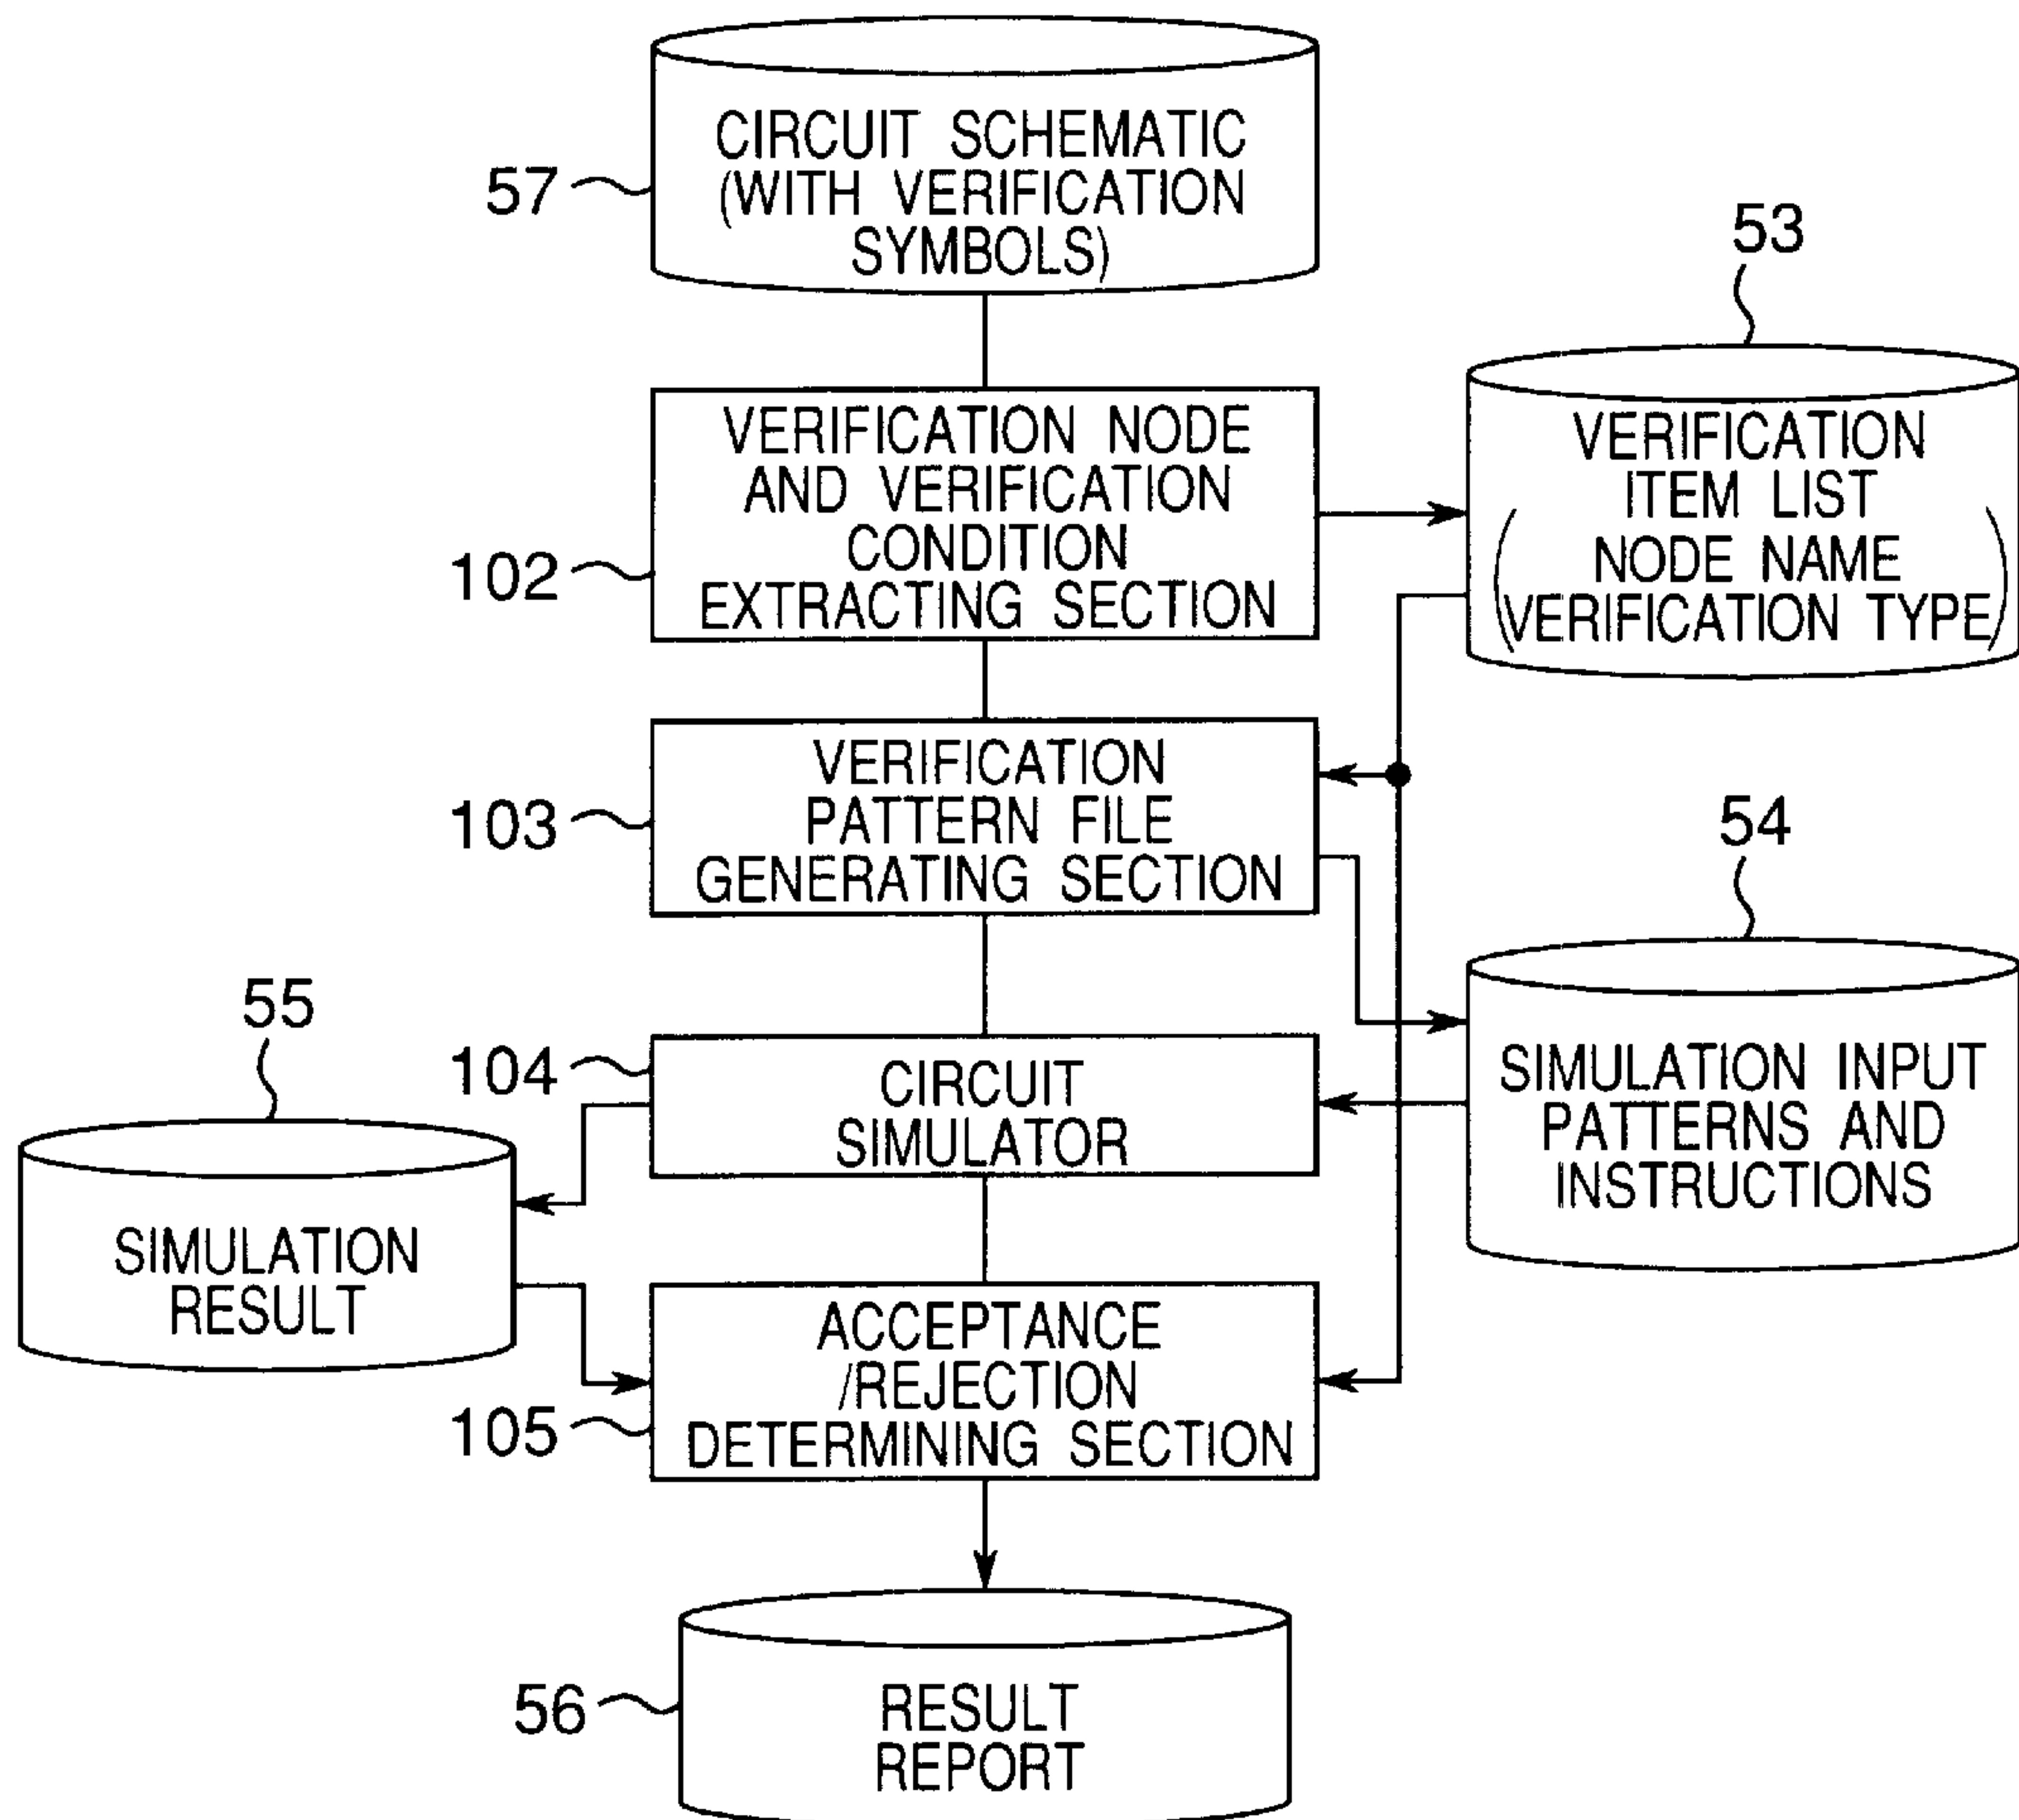 CIRCUIT SCHEMATIC
(WITH VERIFICATION
SYMBOLS)
57
53
VERIFICATION NODE
AND VERIFICATION
CONDITION
EXTRACTING SECTION
102
VERIFICATION
ITEM LIST
(NODE NAME
VERIFICATION TYPE)
VERIFICATION
PATTERN FILE
GENERATING SECTION
103
54
55
104
CIRCUIT
SIMULATOR
SIMULATION INPUT
PATTERNS AND
INSTRUCTIONS
SIMULATION
RESULT
ACCEPTANCE
/REJECTION
DETERMINING SECTION
105
56
RESULT
REPORT